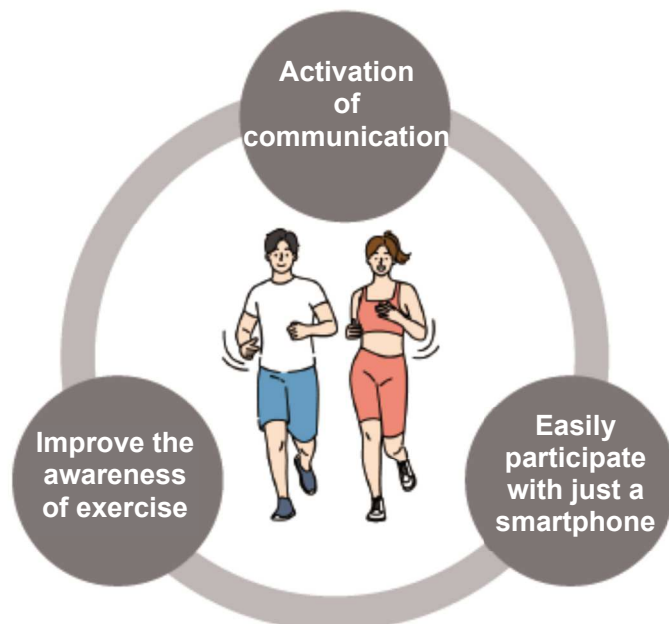 Activation
of
communication
Improve the
awareness
of exercise
Easily
participate
with just a
smartphone